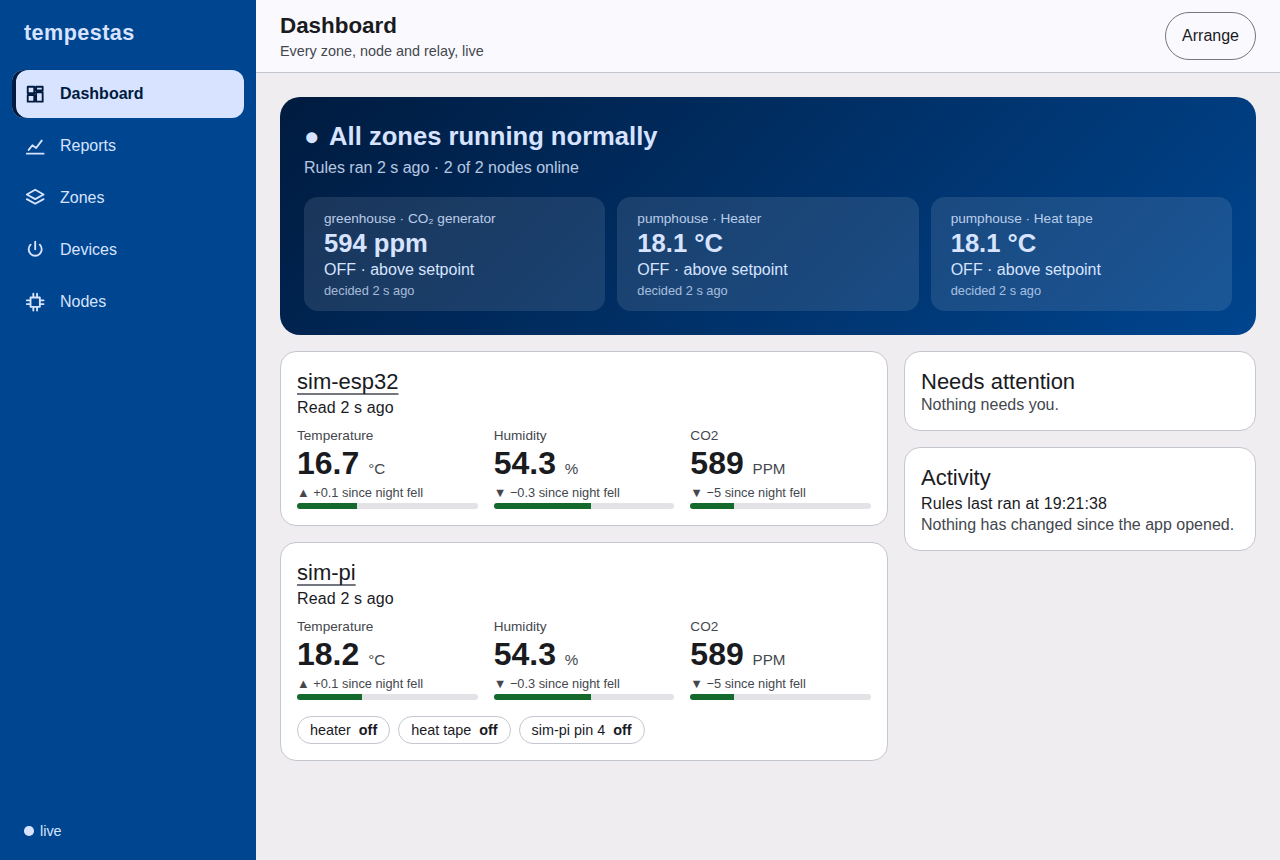 tempestas
Dashboard
Reports
Zones
Devices
Nodes
live
Dashboard
Every zone, node and relay, live
Arrange
● All zones running normally
Rules ran 2 s ago · 2 of 2 nodes online
greenhouse · CO₂ generator
594 ppm
OFF · above setpoint
decided 2 s ago
pumphouse · Heater
18.1 °C
OFF · above setpoint
decided 2 s ago
pumphouse · Heat tape
18.1 °C
OFF · above setpoint
decided 2 s ago
sim-esp32
Read 2 s ago
Temperature
16.7 °C
▲ +0.1 since night fell
Humidity
54.3 %
▼ −0.3 since night fell
CO2
589 PPM
▼ −5 since night fell
sim-pi
Read 2 s ago
Temperature
18.2 °C
▲ +0.1 since night fell
Humidity
54.3 %
▼ −0.3 since night fell
CO2
589 PPM
▼ −5 since night fell
heater off
heat tape off
sim-pi pin 4 off
Needs attention
Nothing needs you.
Activity
Rules last ran at 19:21:38
Nothing has changed since the app opened.